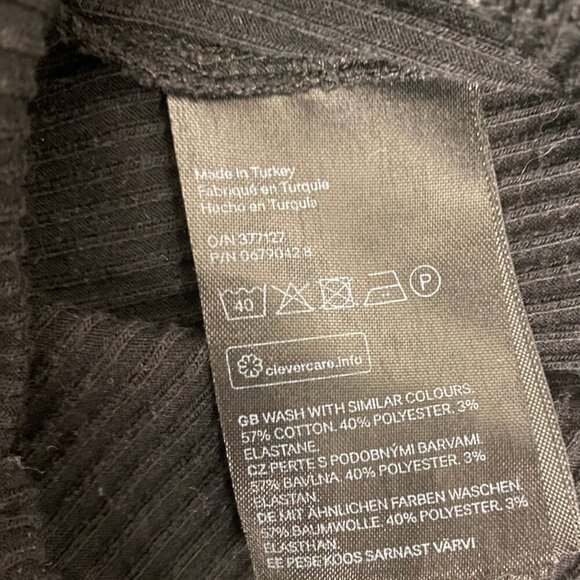 Made in Turkey
Fabriqué en Turquie
Hecho en Turquía
O/N 377127
P/N 0679042 8
40 P
clevercare.info
GB WASH WITH SIMILAR COLOURS.
57% COTTON. 40% POLYESTER. 3%
ELASTANE.
CZ PERTE S PODOBNÝMI BARVAMI.
57% BAVLNA. 40% POLYESTER. 3%
ELASTAN.
DE MIT ÄHNLICHEN FARBEN WASCHEN.
57% BAUMWOLLE. 40% POLYESTER. 3%
ELASTHAN.
EE PESE KOOS SARNAST VÄRVI